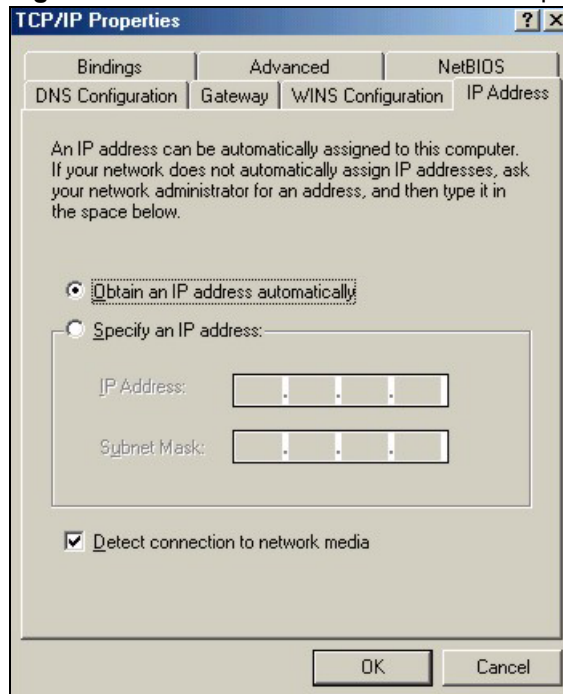 TCP/IP Properties
? ×
Bindings Advanced NetBIOS
DNS Configuration Gateway WINS Configuration IP Address
An IP address can be automatically assigned to this computer.
If your network does not automatically assign IP addresses, ask
your network administrator for an address, and then type it in
the space below.
Obtain an IP address automatically
Specify an IP address:
IP Address:
. . .
Subnet Mask:
. . .
Detect connection to network media
OK Cancel